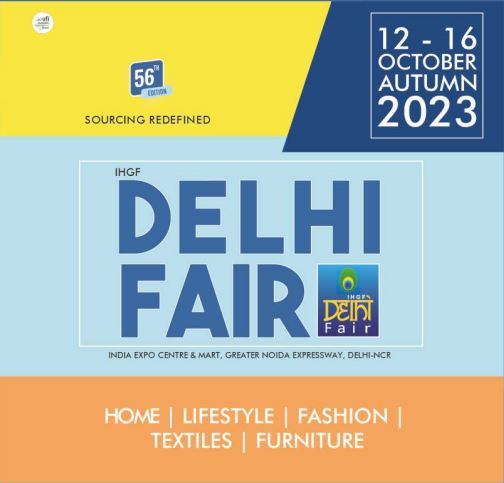 ufi
12 - 16
OCTOBER
AUTUMN
2023
56TH
EDITION
SOURCING REDEFINED
IHGF
DELHI
FAIR
IHGF
DElhi
Fair
INDIA EXPO CENTRE & MART, GREATER NOIDA EXPRESSWAY, DELHI-NCR
HOME | LIFESTYLE | FASHION |
TEXTILES | FURNITURE